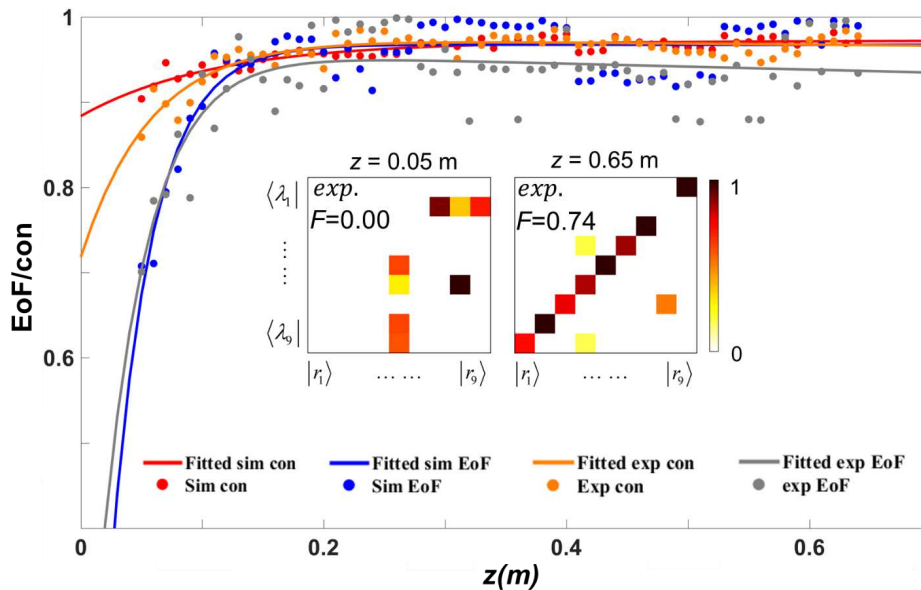 1
0.8
0.6
EoF/con
0
0.2
0.4
0.6
z(m)
z = 0.05 m
z = 0.65 m
⟨λ₁|
exp.
F=0.00
⋮
⟨λ₉|
|r₁⟩ ... ... |r₉⟩
exp.
F=0.74
|r₁⟩ ... ... |r₉⟩
1
0
Fitted sim con
Fitted sim EoF
Fitted exp con
Fitted exp EoF
Sim con
Sim EoF
Exp con
exp EoF